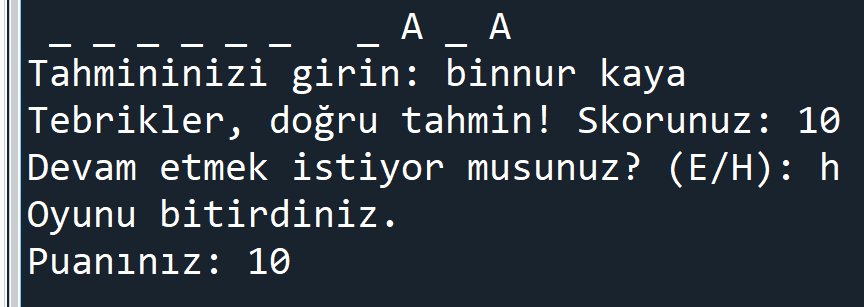 _ _ _ _ _ _   _ A _ A
Tahmininizi girin: binnur kaya
Tebrikler, doğru tahmin! Skorunuz: 10
Devam etmek istiyor musunuz? (E/H): h
Oyunu bitirdiniz.
Puanınız: 10